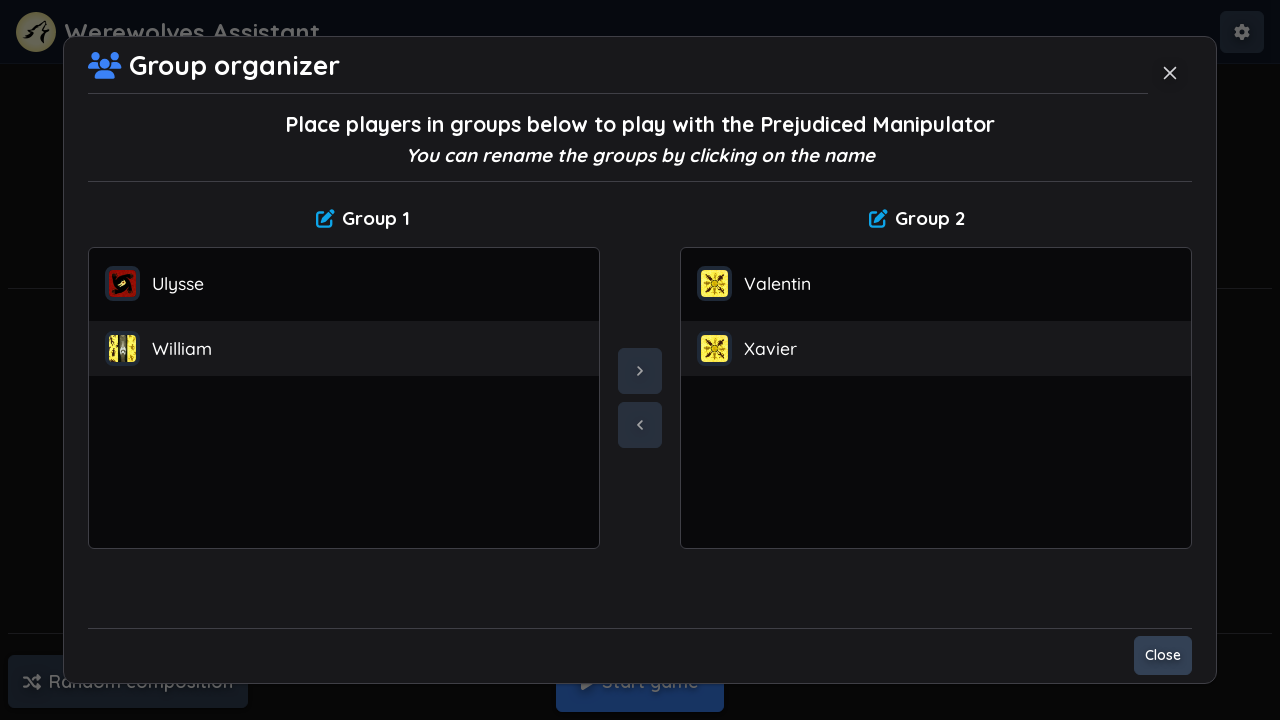 Werewolves Assistant
Group organizer
Place players in groups below to play with the Prejudiced Manipulator
You can rename the groups by clicking on the name
Group 1
Group 2
Ulysse
William
Valentin
Xavier
Close
Random composition
Start game